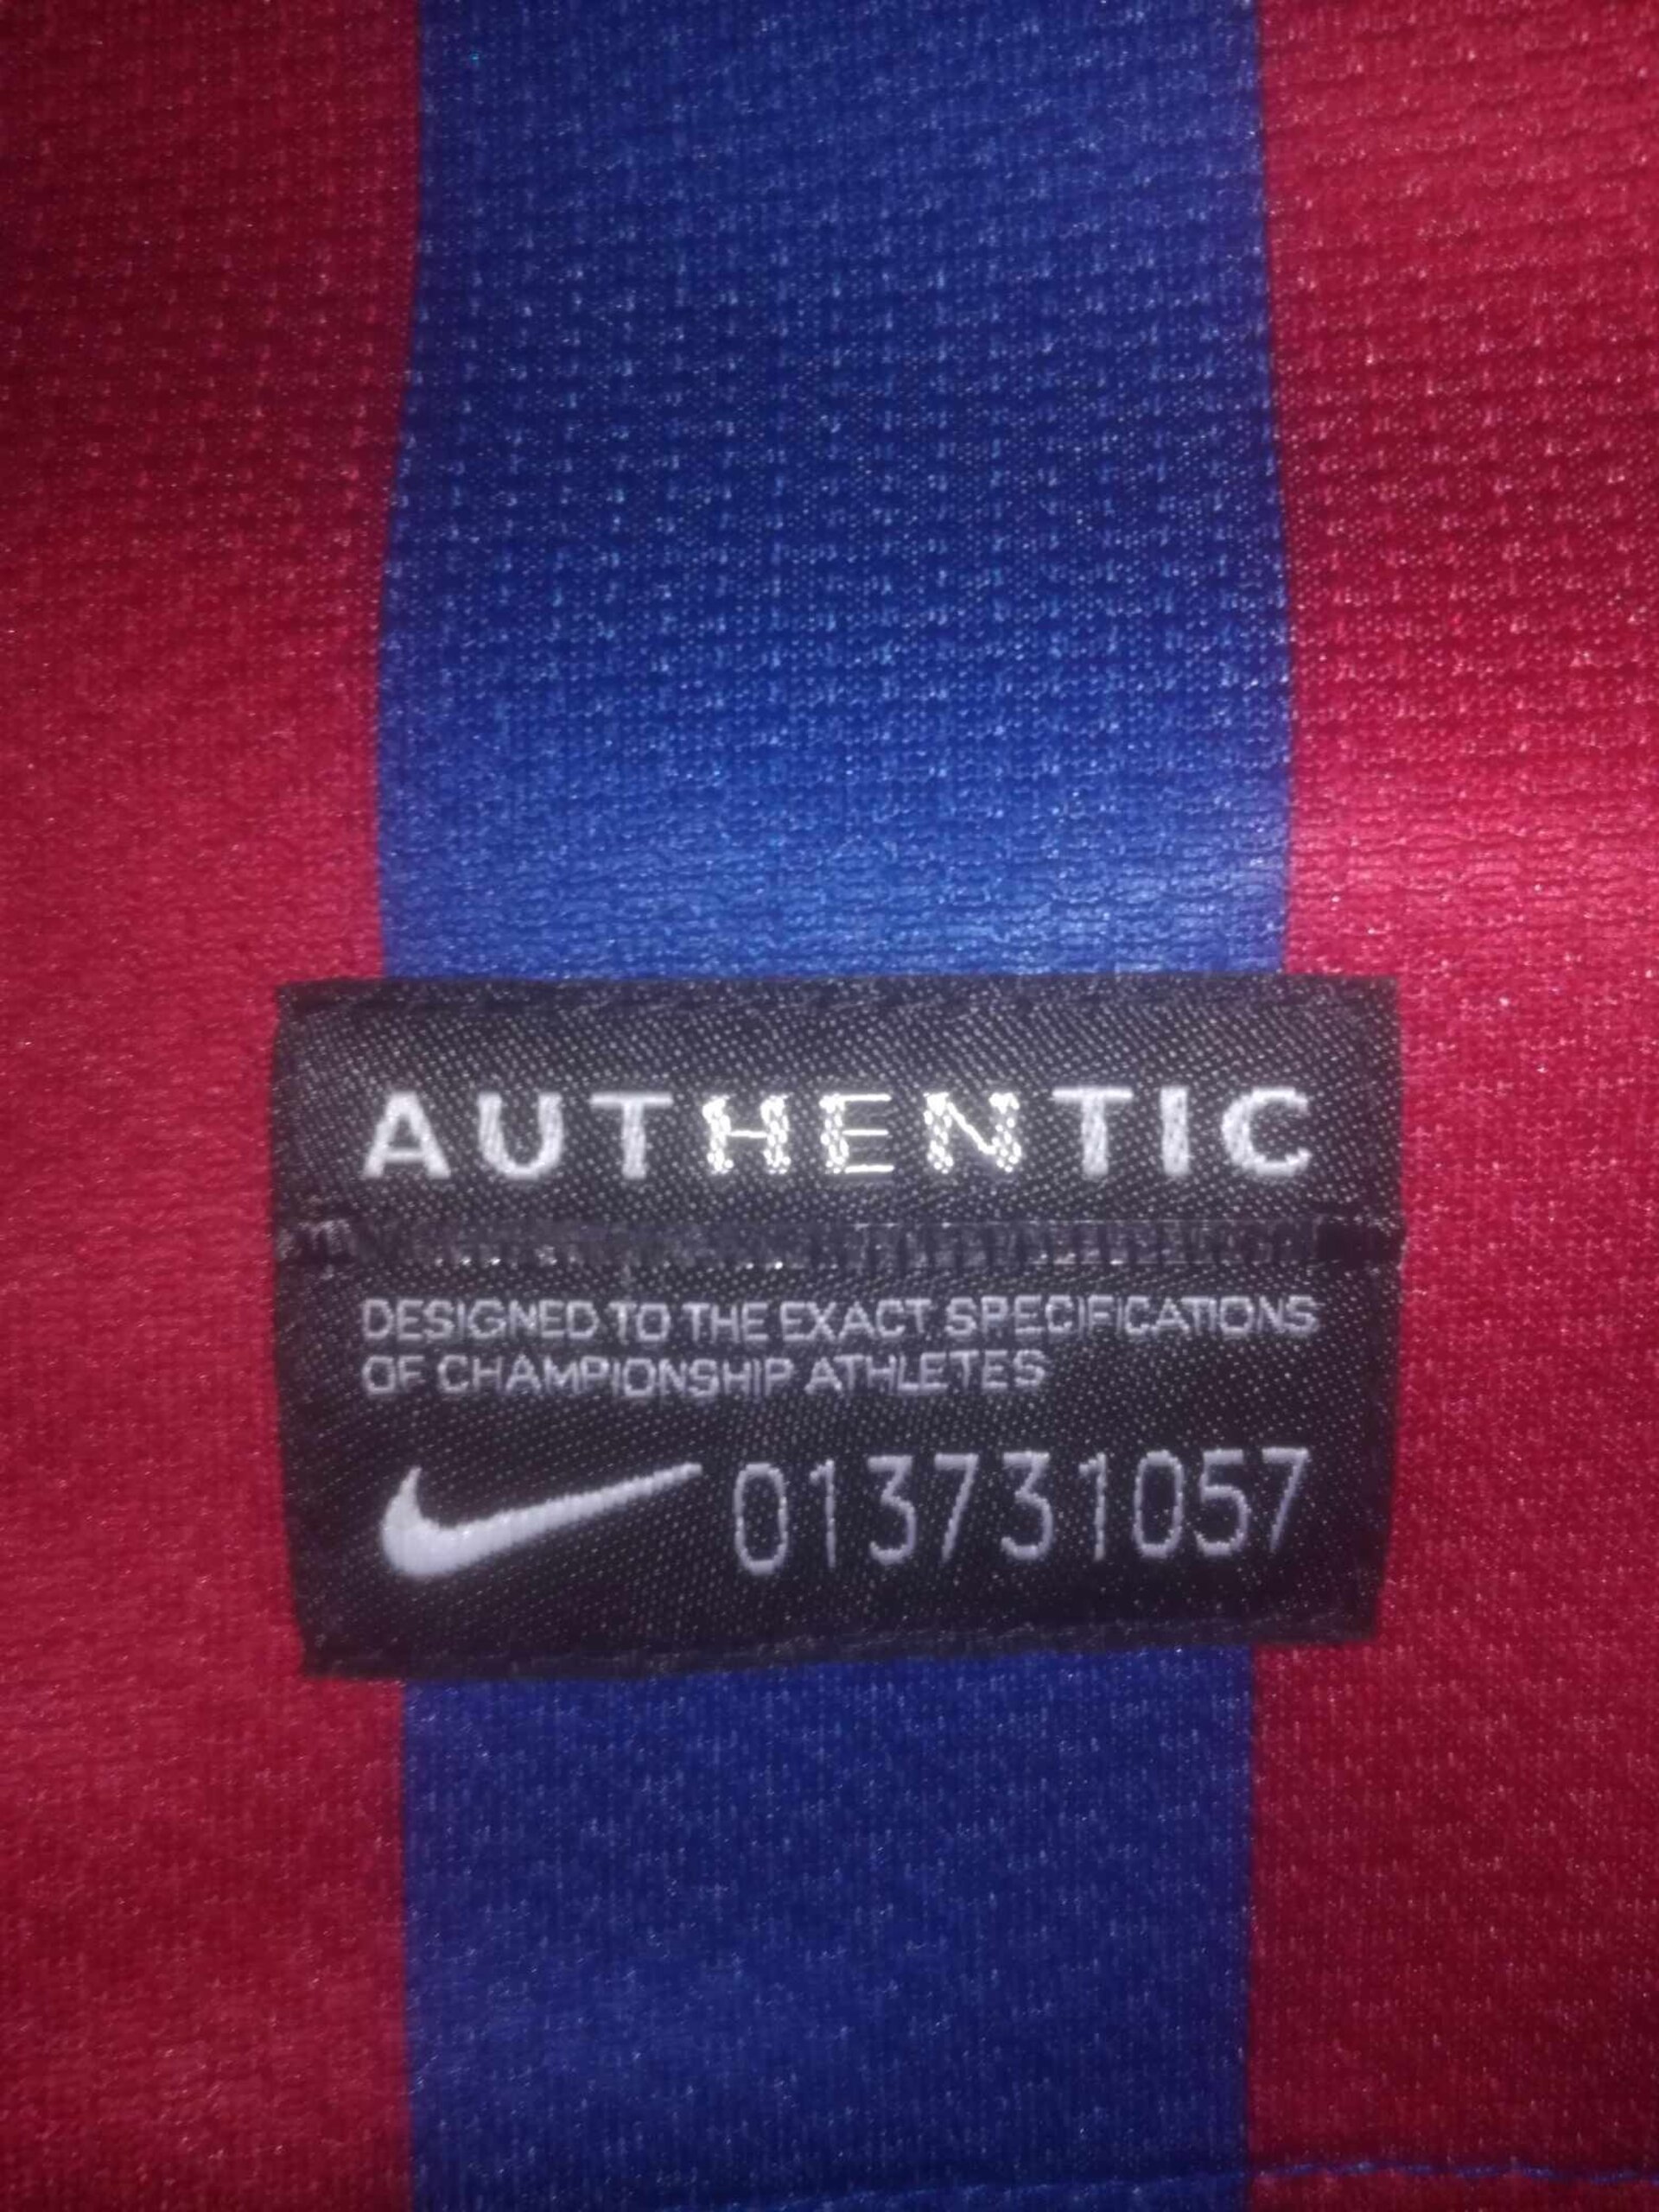 AUTHENTIC
DESIGNED TO THE EXACT SPECIFICATIONS
OF CHAMPIONSHIP ATHLETES
013731057